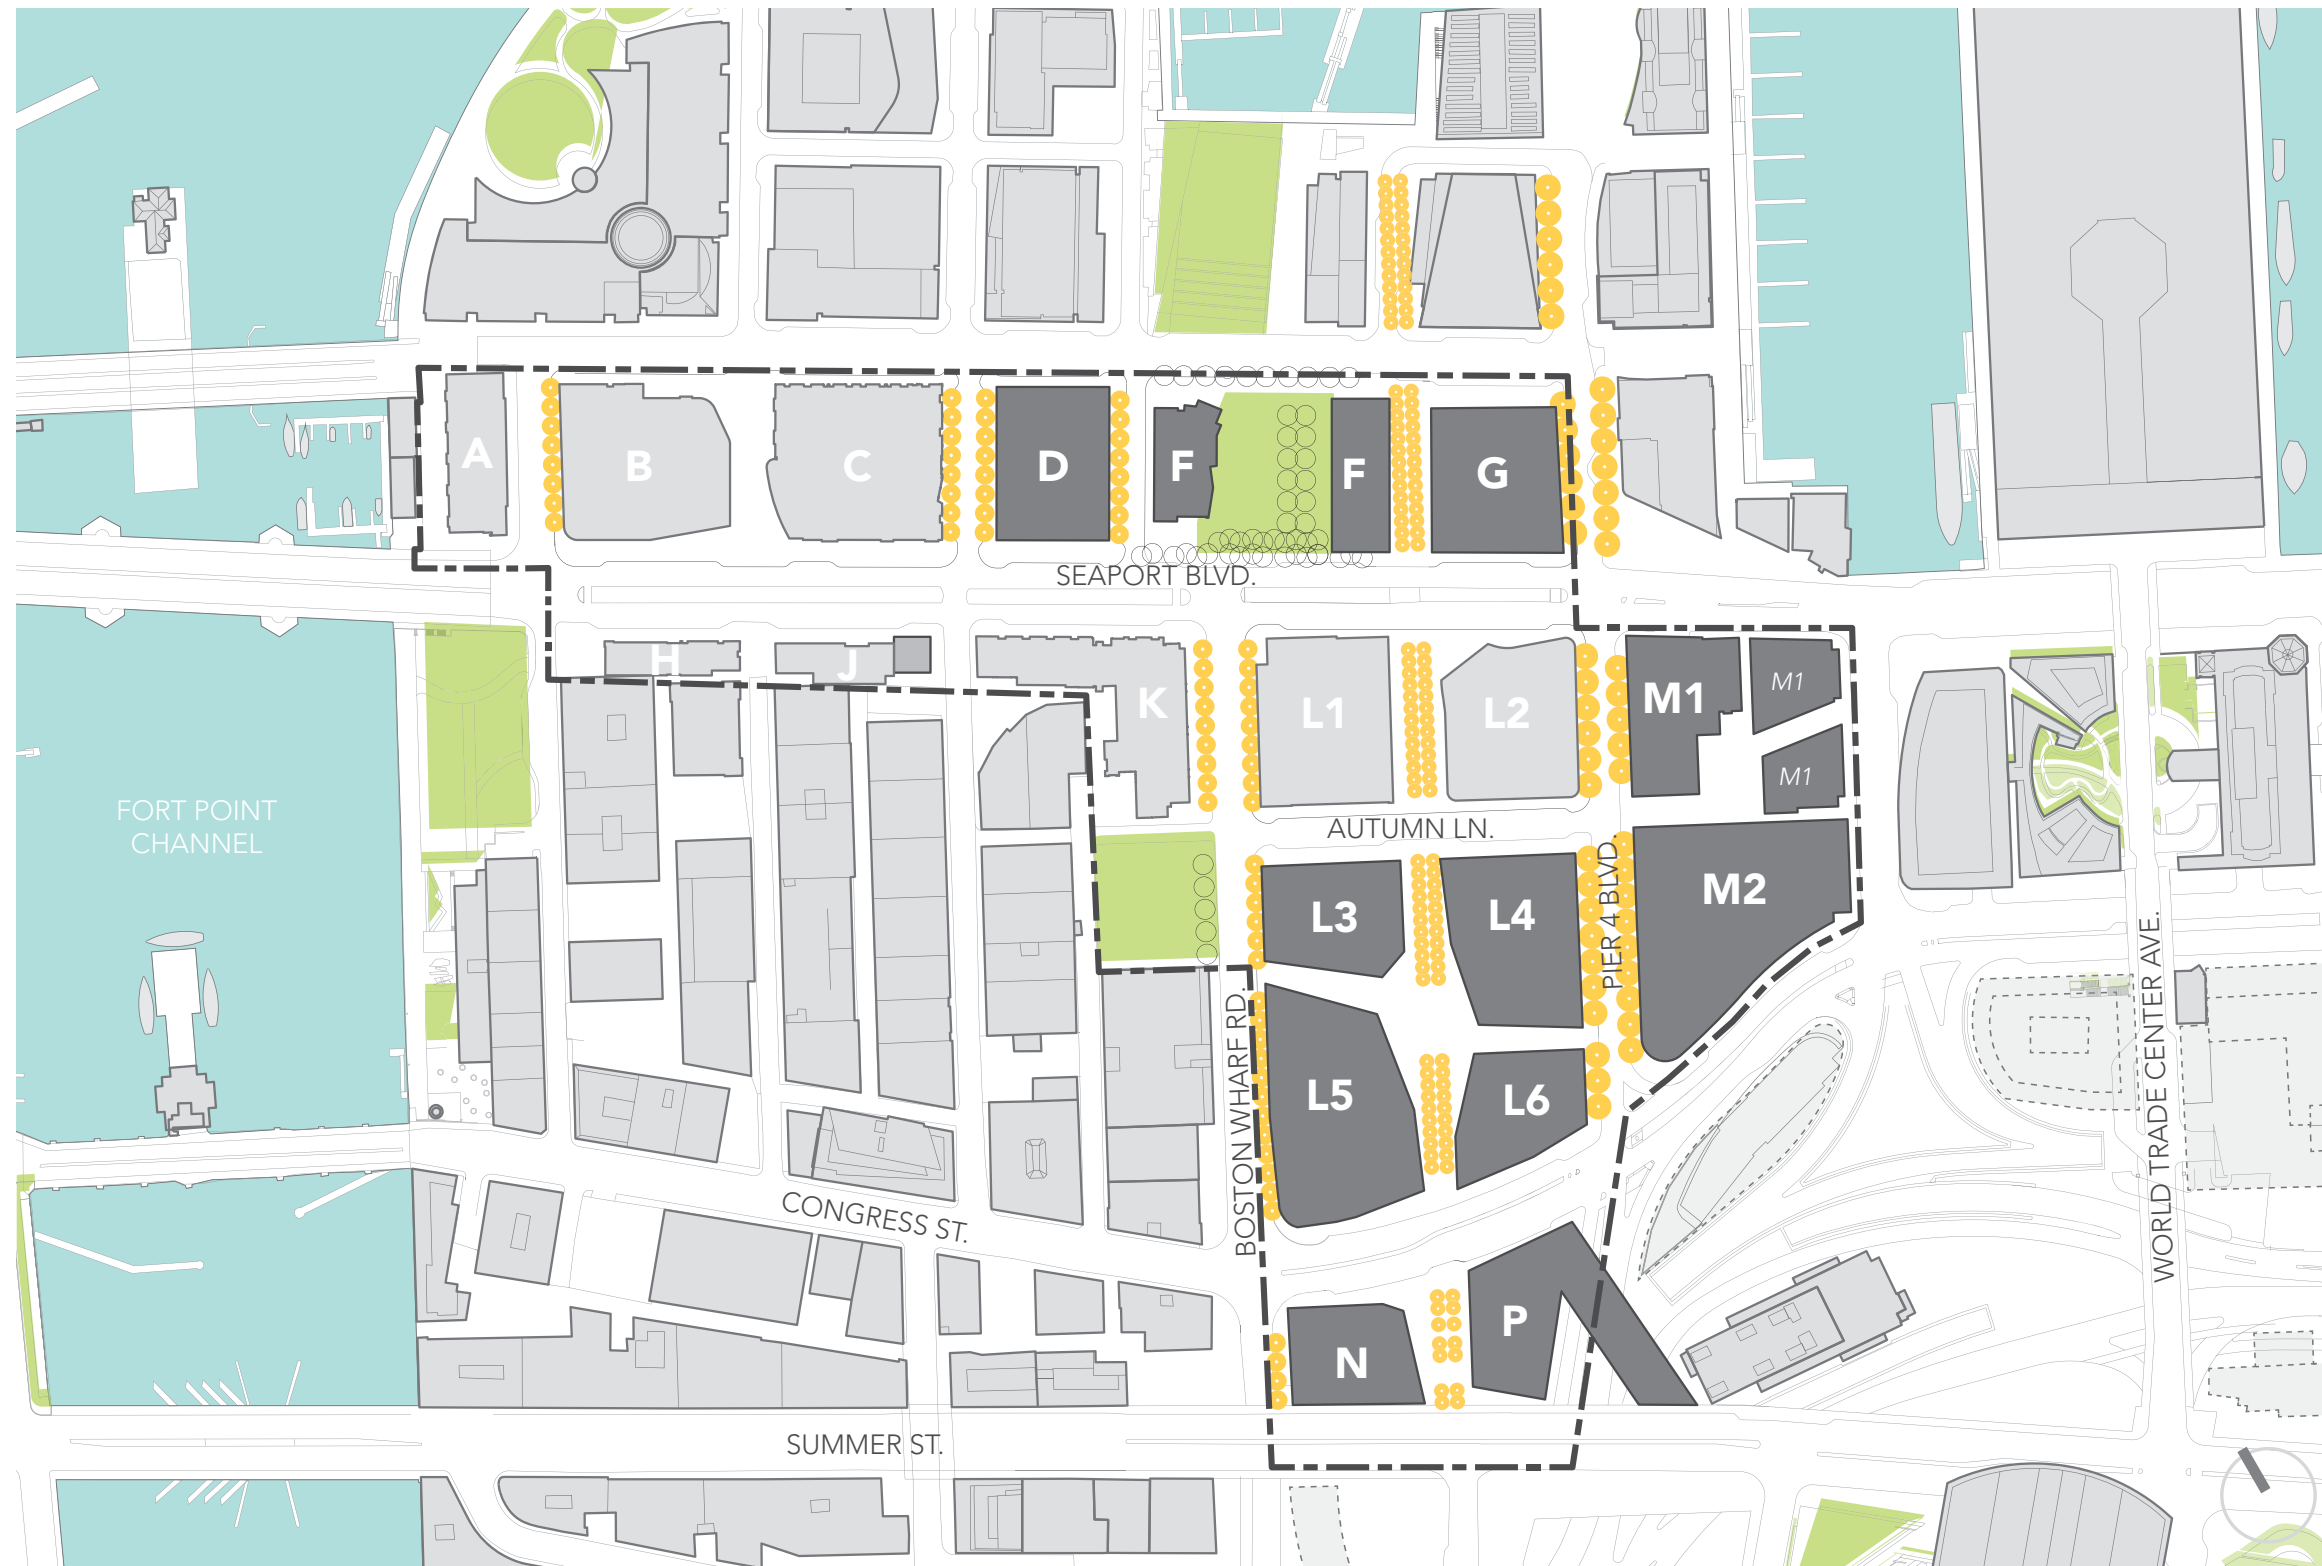 A
B
C
D
F
F
G
SEAPORT BLVD.
H
J
K
L1
L2
M1
M1
M1
FORT POINT
CHANNEL
AUTUMN LN.
PIER 4 BLVD.
L3
L4
M2
BOSTON WHARF RD.
WORLD TRADE CENTER AVE.
L5
L6
CONGRESS ST.
N
P
SUMMER ST.